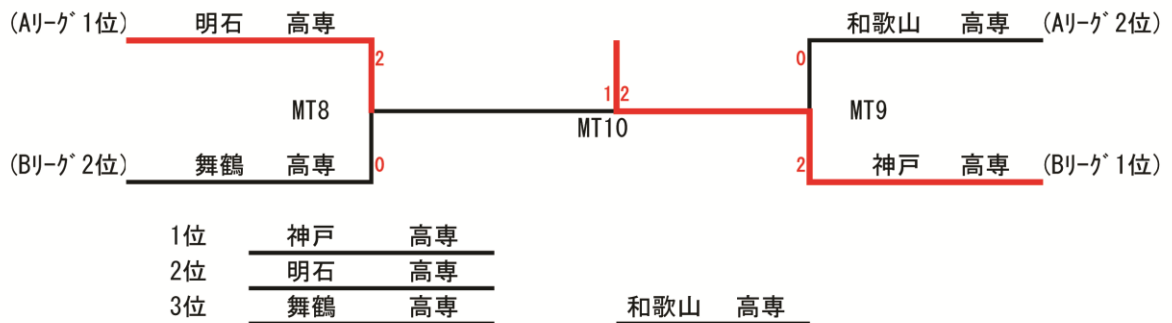 (Aﾘｰｸﾞ1位) 明石 高専 和歌山 高専 (Aﾘｰｸﾞ2位)
2 0
MT8 1 2 MT9
MT10
(Bﾘｰｸﾞ2位) 舞鶴 高専 0 2 神戸 高専 (Bﾘｰｸﾞ1位)
1位 神戸 高専
2位 明石 高専
3位 舞鶴 高専 和歌山 高専